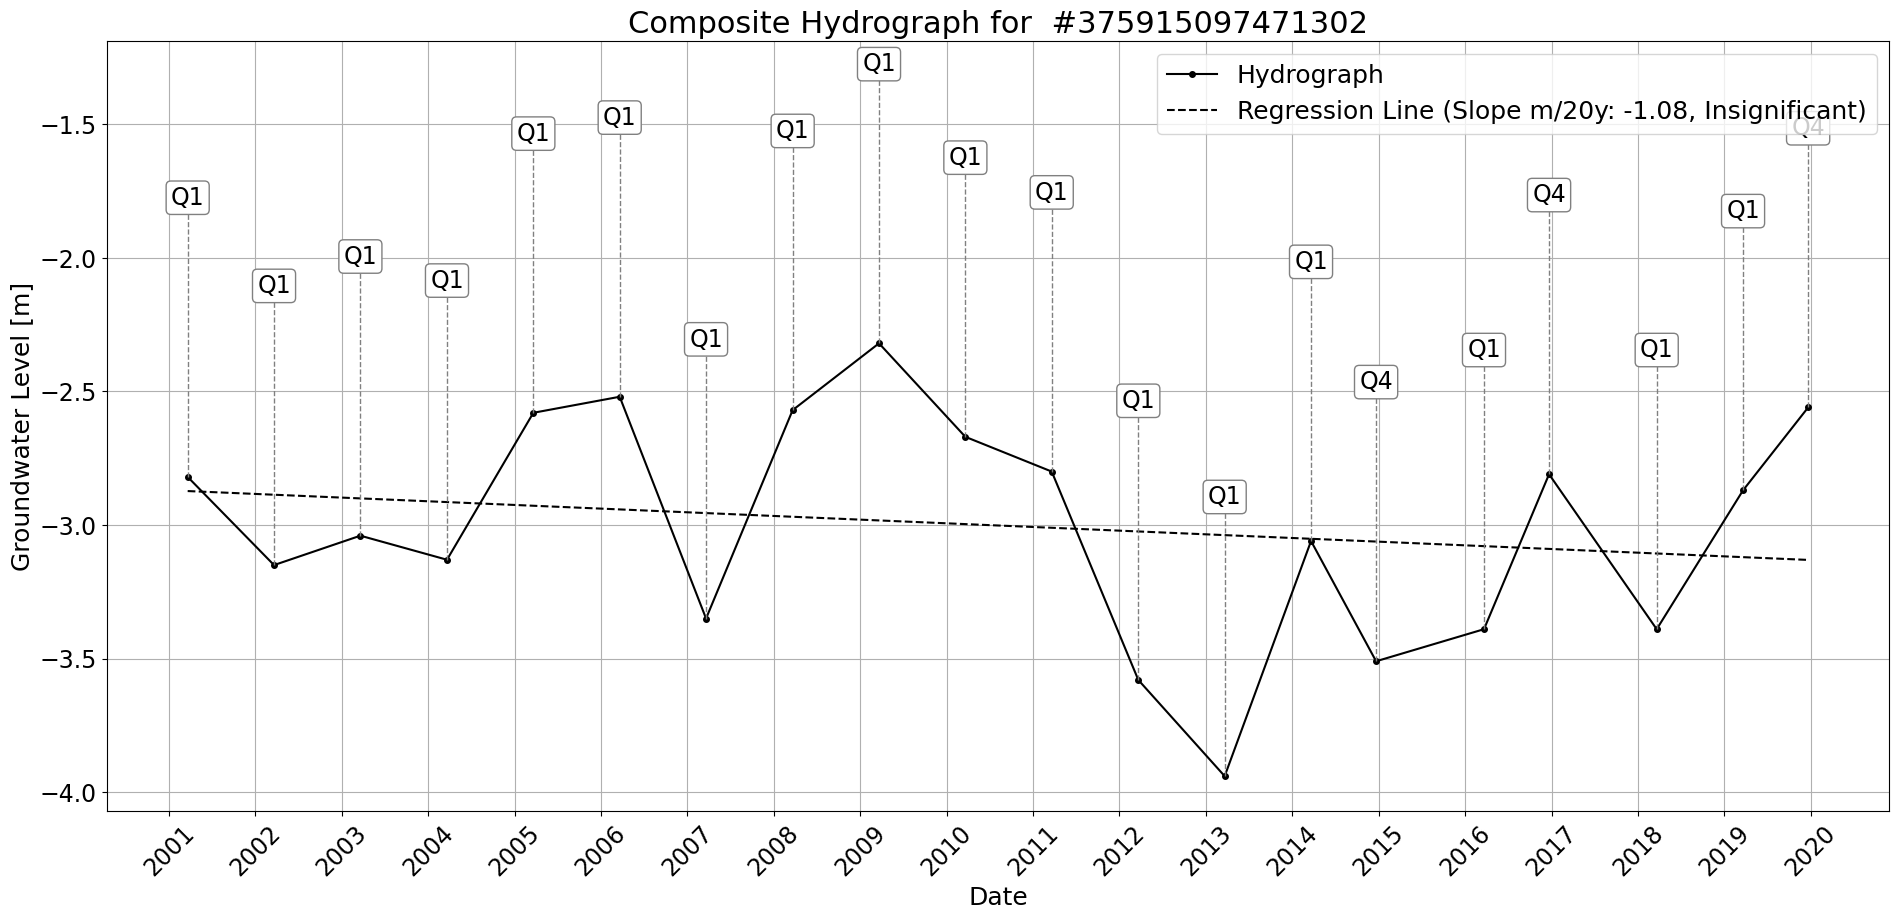 Composite Hydrograph for  #375915097471302
Hydrograph
Regression Line (Slope m/20y: -1.08, Insignificant)
Q1
Q1
Q1
Q1
Q1
Q1
Q1
Q1
Q1
Q1
Q1
Q1
Q1
Q1
Q4
Q1
Q4
Q1
Q1
Q4
Groundwater Level [m]
−1.5
−2.0
−2.5
−3.0
−3.5
−4.0
2001
2002
2003
2004
2005
2006
2007
2008
2009
2010
2011
2012
2013
2014
2015
2016
2017
2018
2019
2020
Date